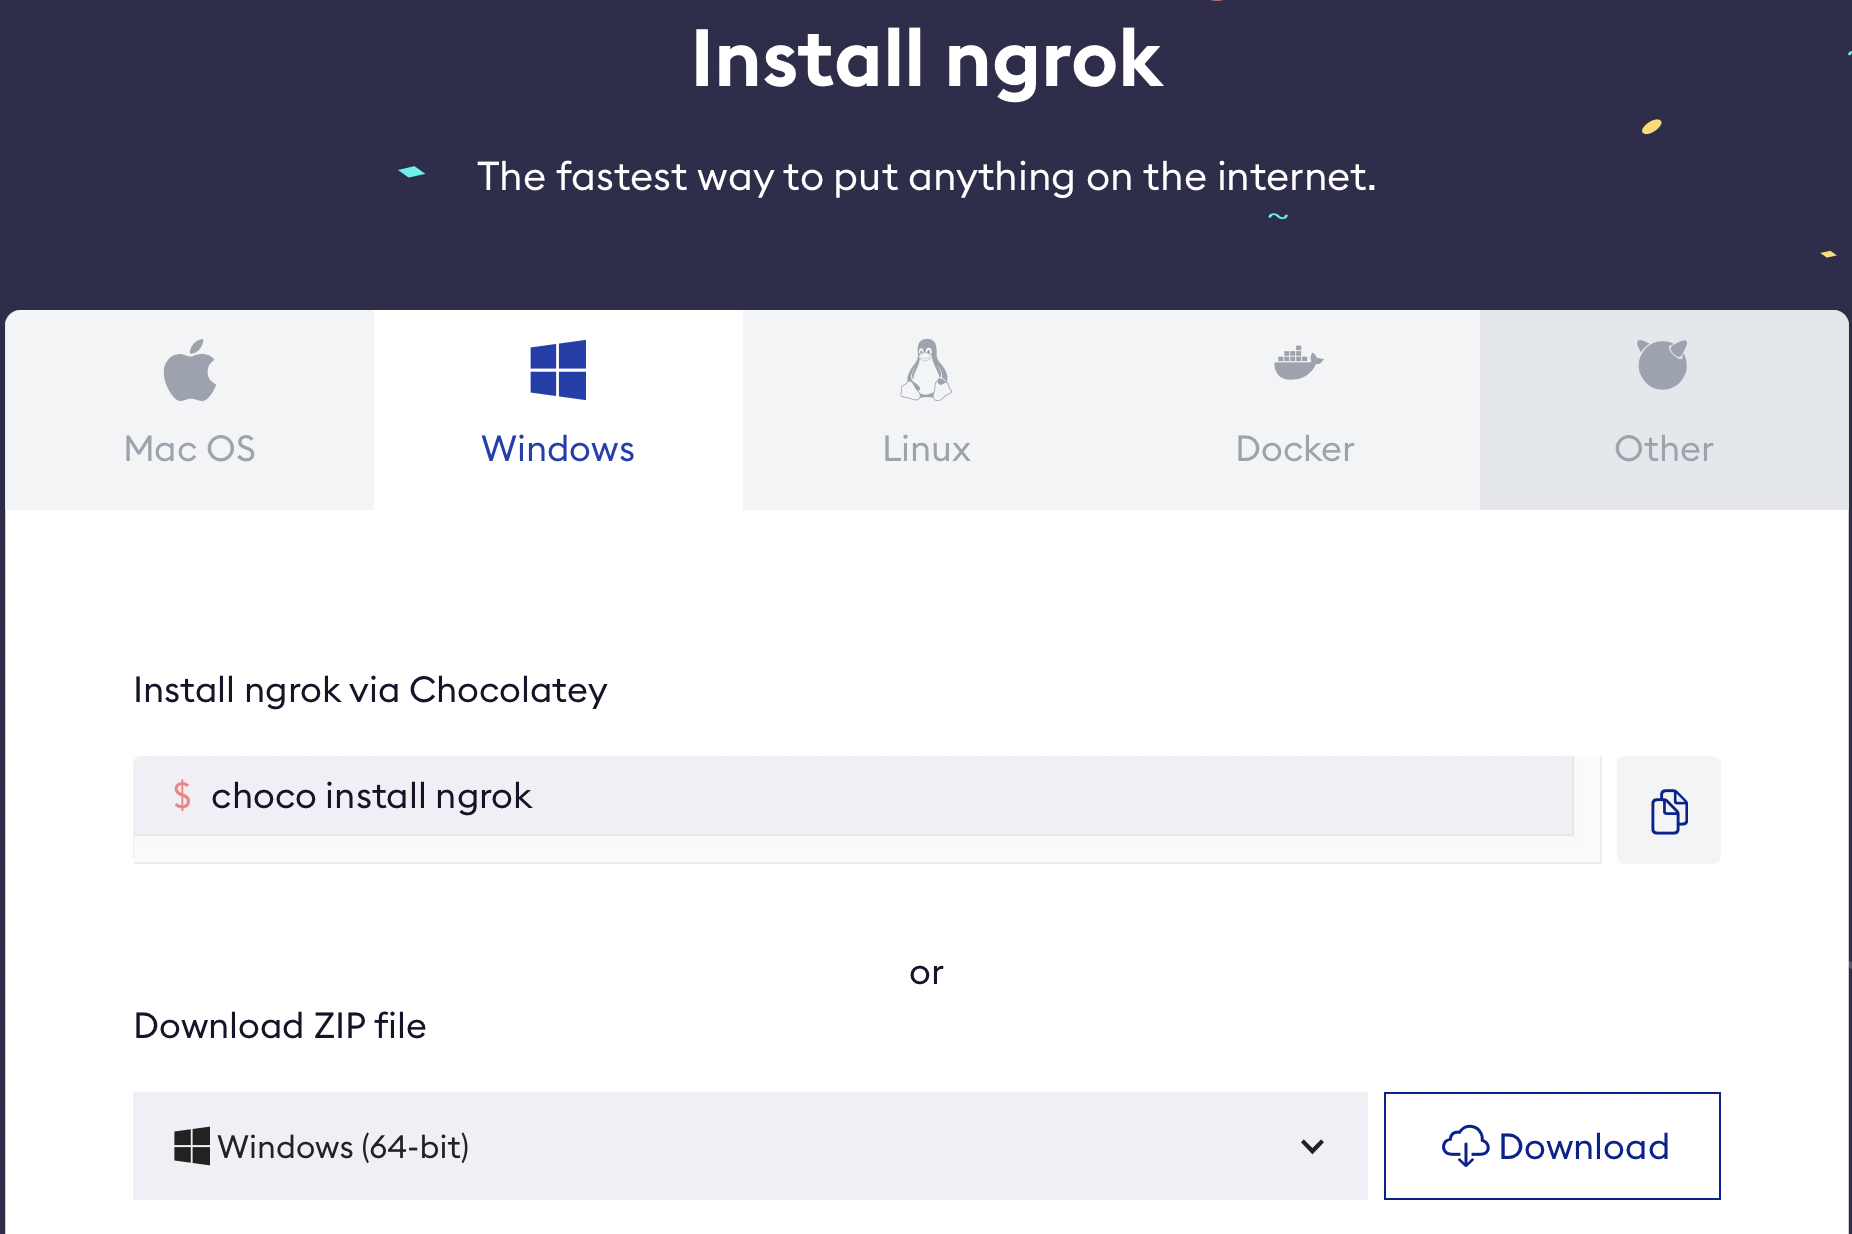 Install ngrok
The fastest way to put anything on the internet.
Mac OS
Windows
Linux
Docker
Other
Install ngrok via Chocolatey
$ choco install ngrok
or
Download ZIP file
Windows (64-bit)
Download